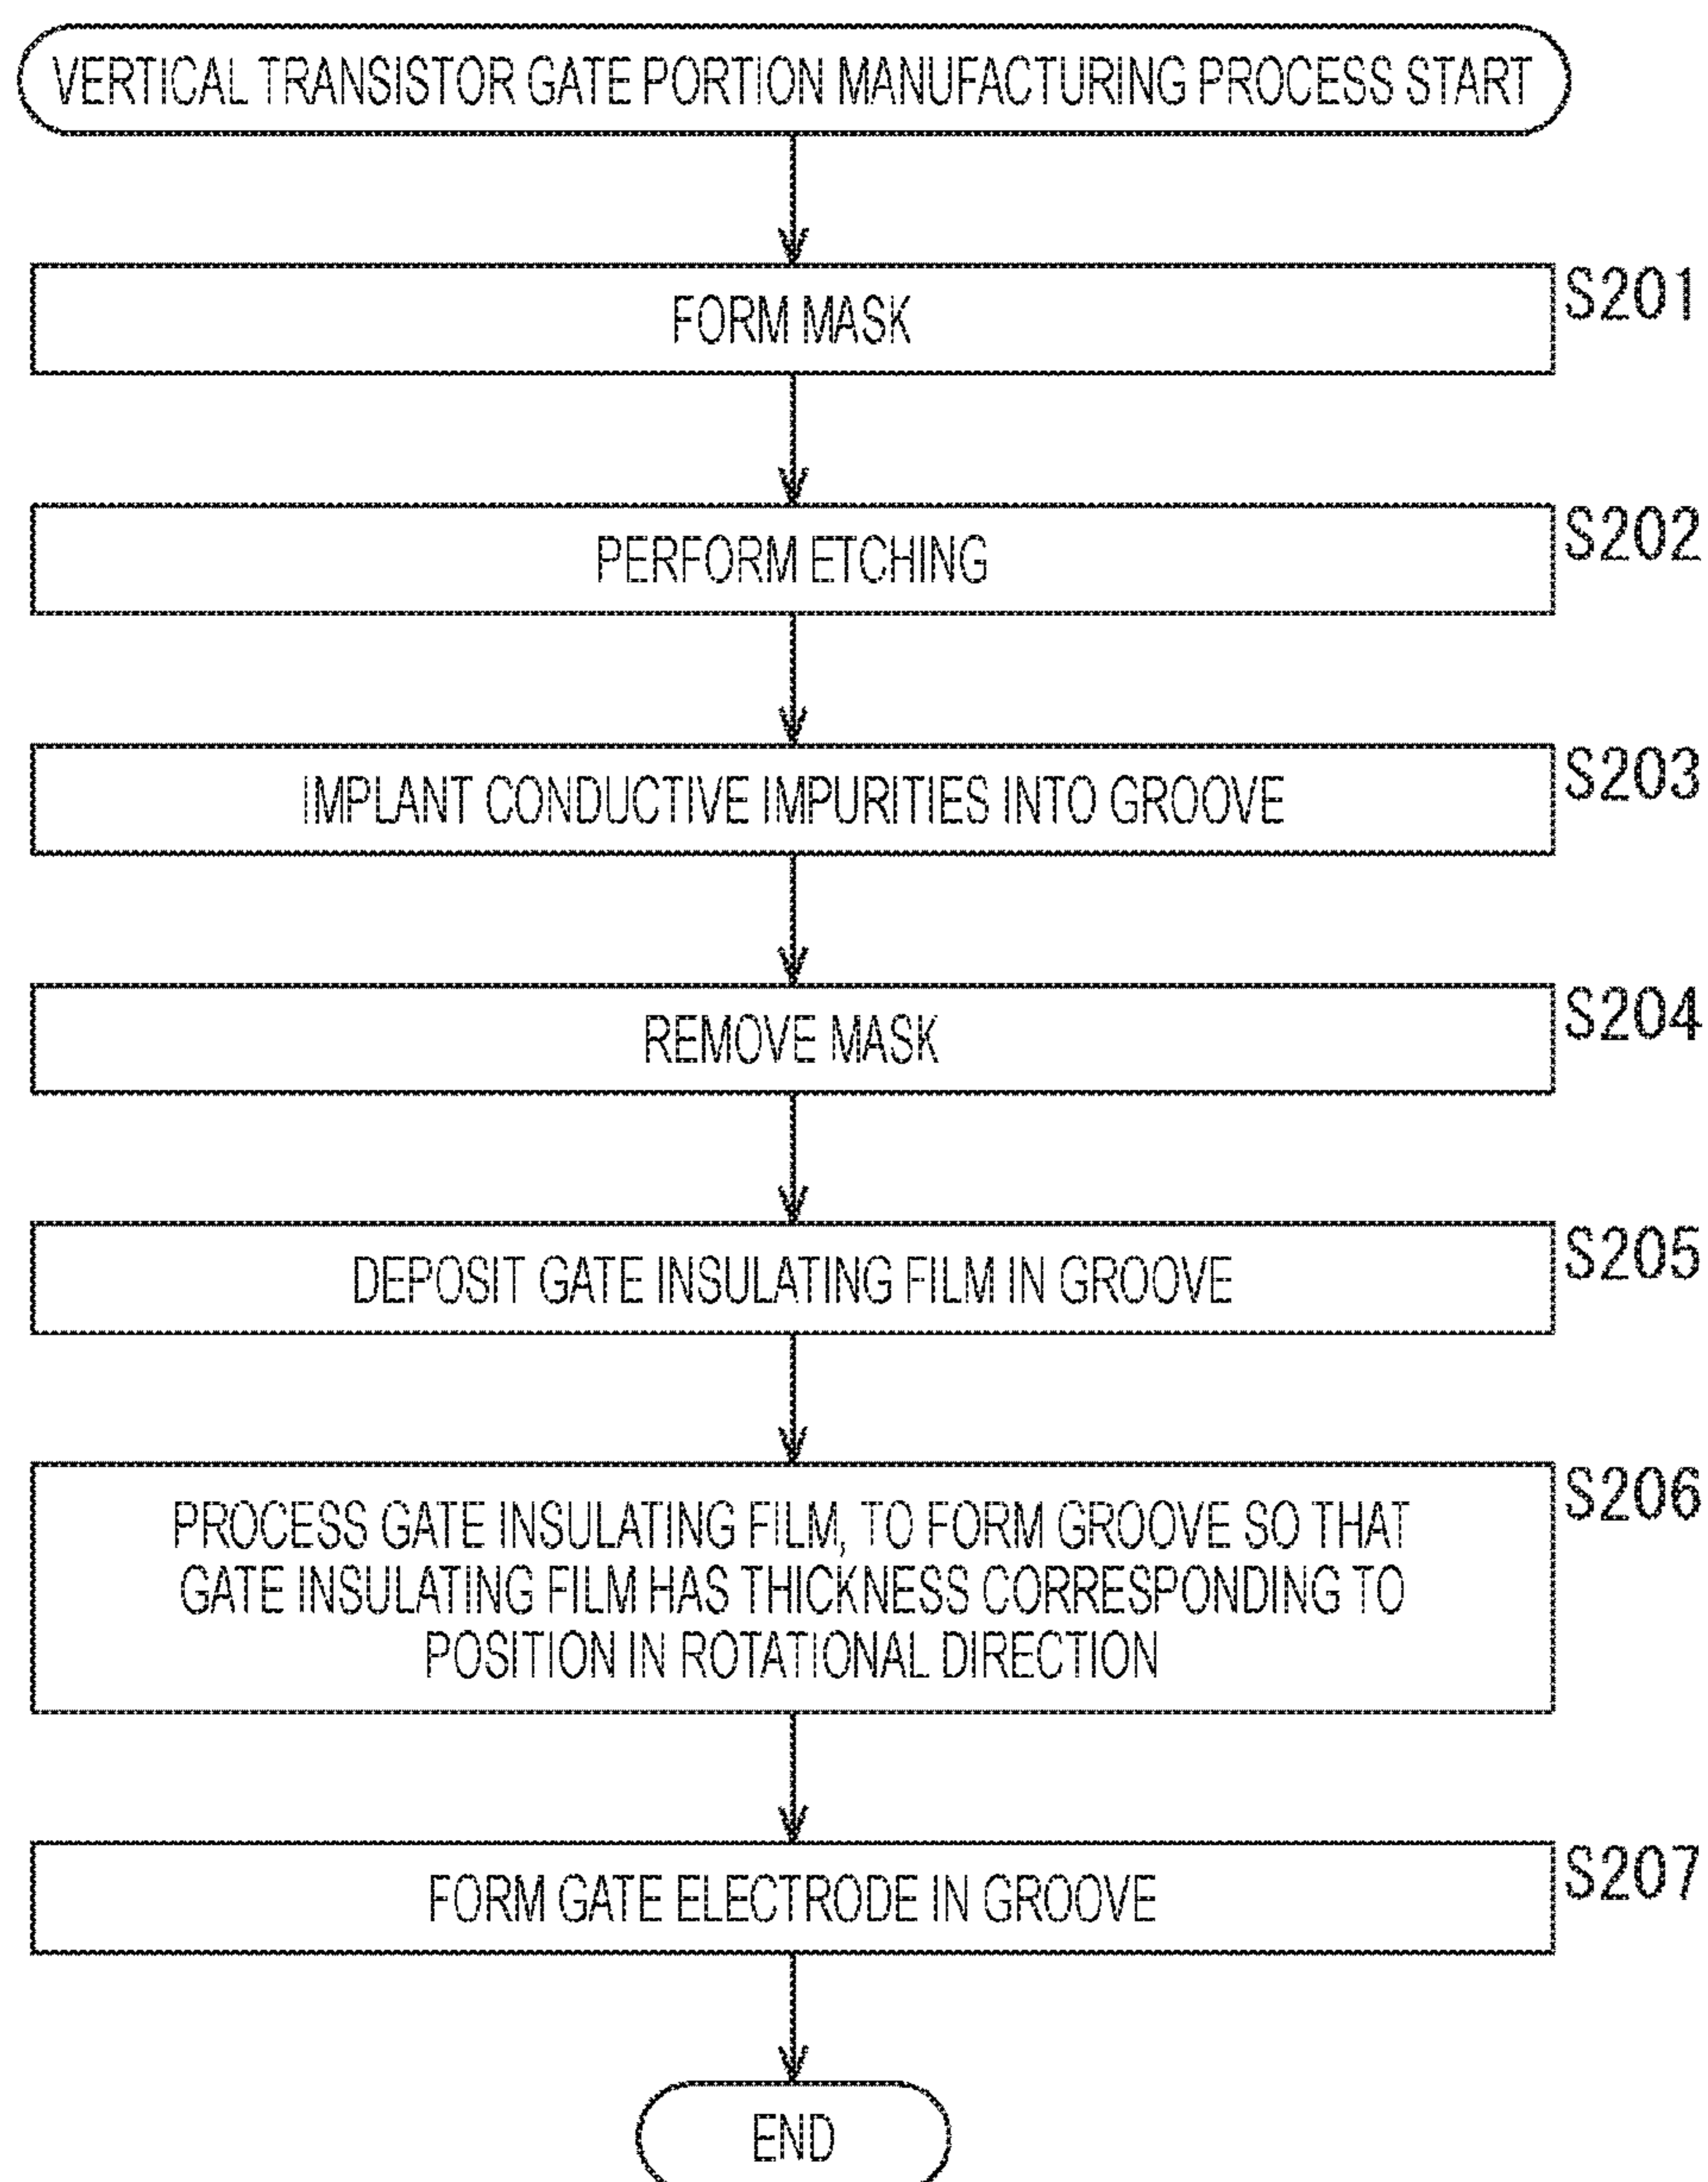 VERTICAL TRANSISTOR GATE PORTION MANUFACTURING PROCESS START
FORM MASK
S201
PERFORM ETCHING
S202
IMPLANT CONDUCTIVE IMPURITIES INTO GROOVE
S203
REMOVE MASK
S204
DEPOSIT GATE INSULATING FILM IN GROOVE
S205
PROCESS GATE INSULATING FILM, TO FORM GROOVE SO THAT
GATE INSULATING FILM HAS THICKNESS CORRESPONDING TO
POSITION IN ROTATIONAL DIRECTION
S206
FORM GATE ELECTRODE IN GROOVE
S207
END